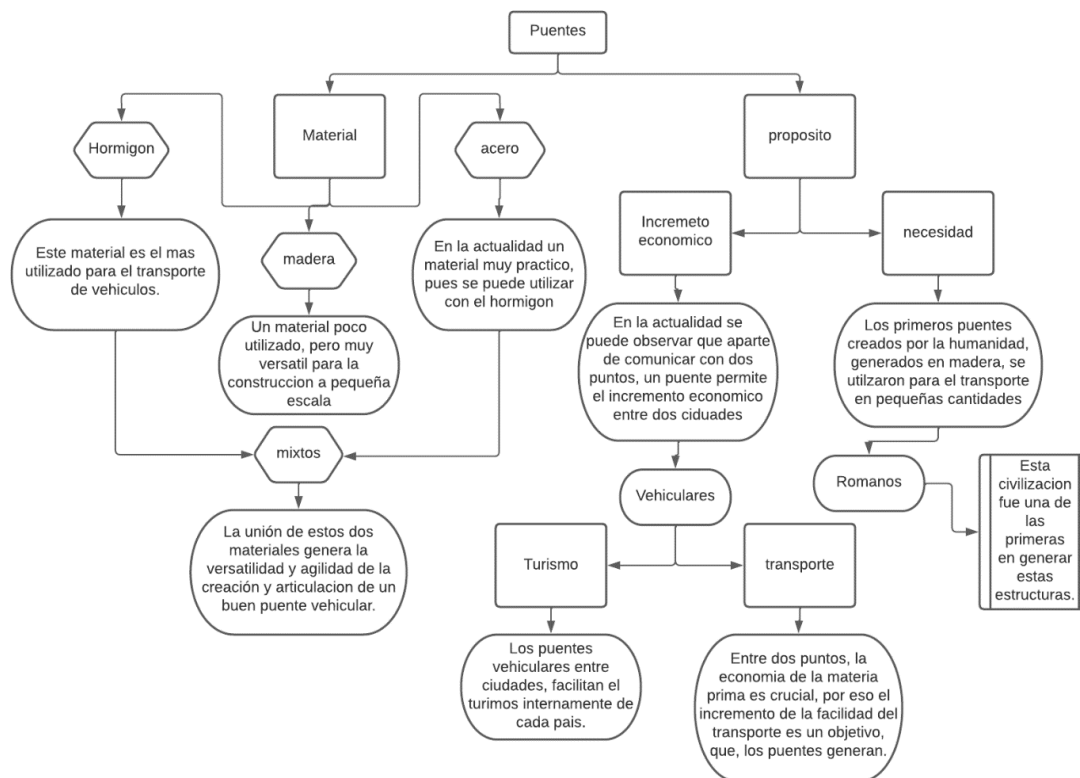 Puentes
Material
proposito
Hormigon
acero
madera
Este material es el mas
utilizado para el transporte
de vehiculos.
En la actualidad un
material muy practico,
pues se puede utilizar
con el hormigon
Un material poco
utilizado, pero muy
versatil para la
construccion a pequeña
escala
mixtos
La unión de estos dos
materiales genera la
versatilidad y agilidad de la
creación y articulacion de un
buen puente vehicular.
Incremeto
economico
necesidad
En la actualidad se
puede observar que aparte
de comunicar con dos
puntos, un puente permite
el incremento economico
entre dos ciduades
Los primeros puentes
creados por la humanidad,
generados en madera, se
utilzaron para el transporte
en pequeñas cantidades
Vehiculares
Romanos
Esta
civilizacion
fue una de
las
primeras
en generar
estas
estructuras.
Turismo
transporte
Los puentes
vehiculares entre
ciudades, facilitan el
turimos internamente de
cada pais.
Entre dos puntos, la
economia de la materia
prima es crucial, por eso el
incremento de la facilidad del
transporte es un objetivo,
que, los puentes generan.